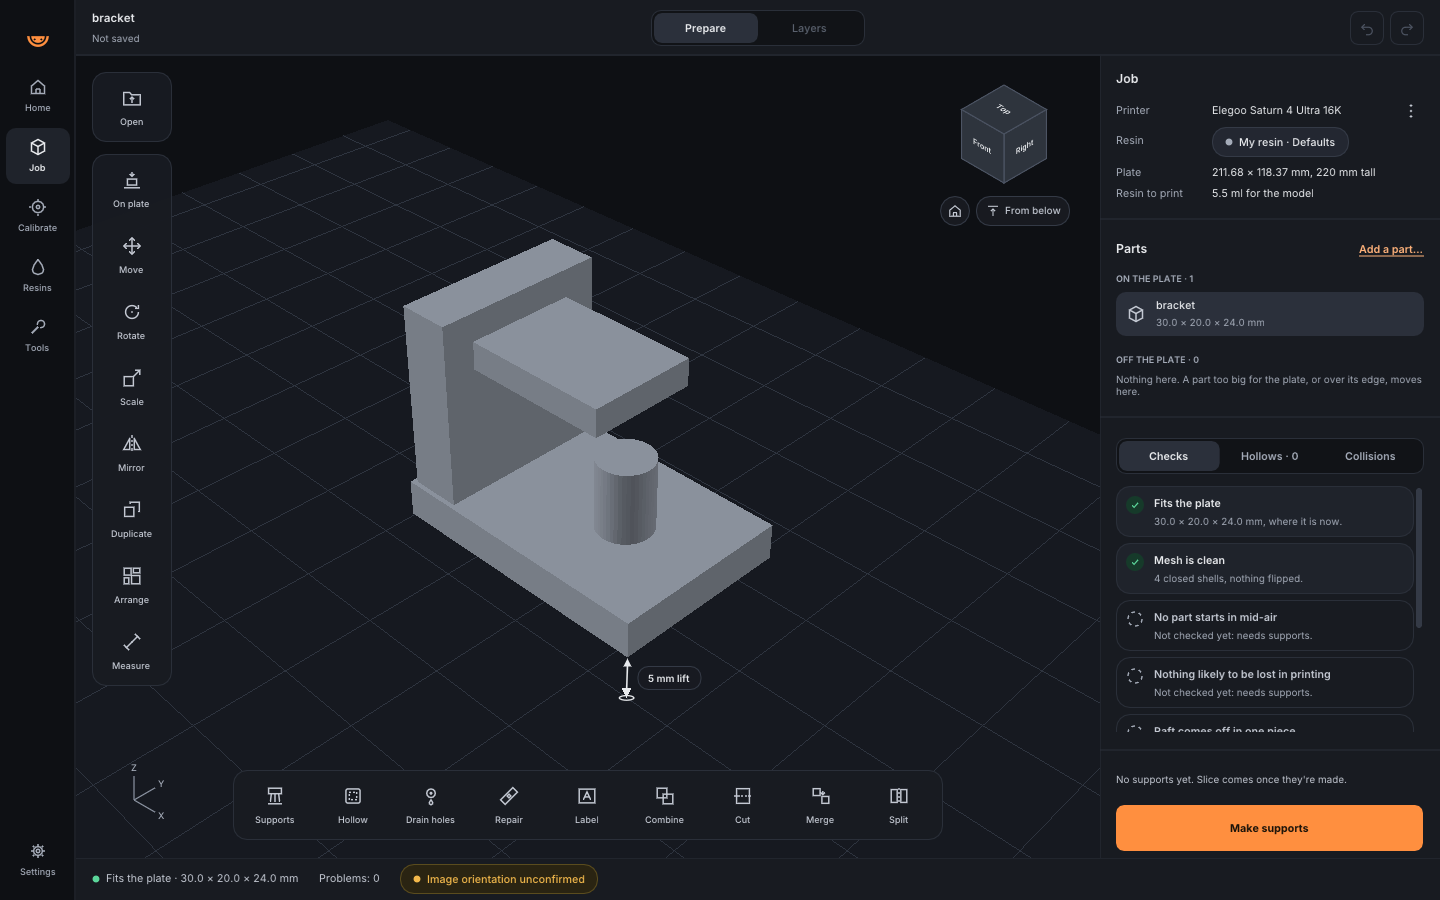 bracket
Not saved
Prepare
Layers
Home
Job
Calibrate
Resins
Tools
Settings
Open
On plate
Move
Rotate
Scale
Mirror
Duplicate
Arrange
Measure
Top
Front
Right
From below
5 mm lift
Z
Y
X
Supports
Hollow
Drain holes
Repair
Label
Combine
Cut
Merge
Split
Job
Printer
Elegoo Saturn 4 Ultra 16K
Resin
My resin · Defaults
Plate
211.68 × 118.37 mm, 220 mm tall
Resin to print
5.5 ml for the model
Parts
Add a part...
ON THE PLATE · 1
bracket
30.0 × 20.0 × 24.0 mm
OFF THE PLATE · 0
Nothing here. A part too big for the plate, or over its edge, moves
here.
Checks
Hollows · 0
Collisions
Fits the plate
30.0 × 20.0 × 24.0 mm, where it is now.
Mesh is clean
4 closed shells, nothing flipped.
No part starts in mid-air
Not checked yet: needs supports.
Nothing likely to be lost in printing
Not checked yet: needs supports.
Raft comes off in one piece
No supports yet. Slice comes once they're made.
Make supports
Fits the plate · 30.0 × 20.0 × 24.0 mm
Problems: 0
Image orientation unconfirmed